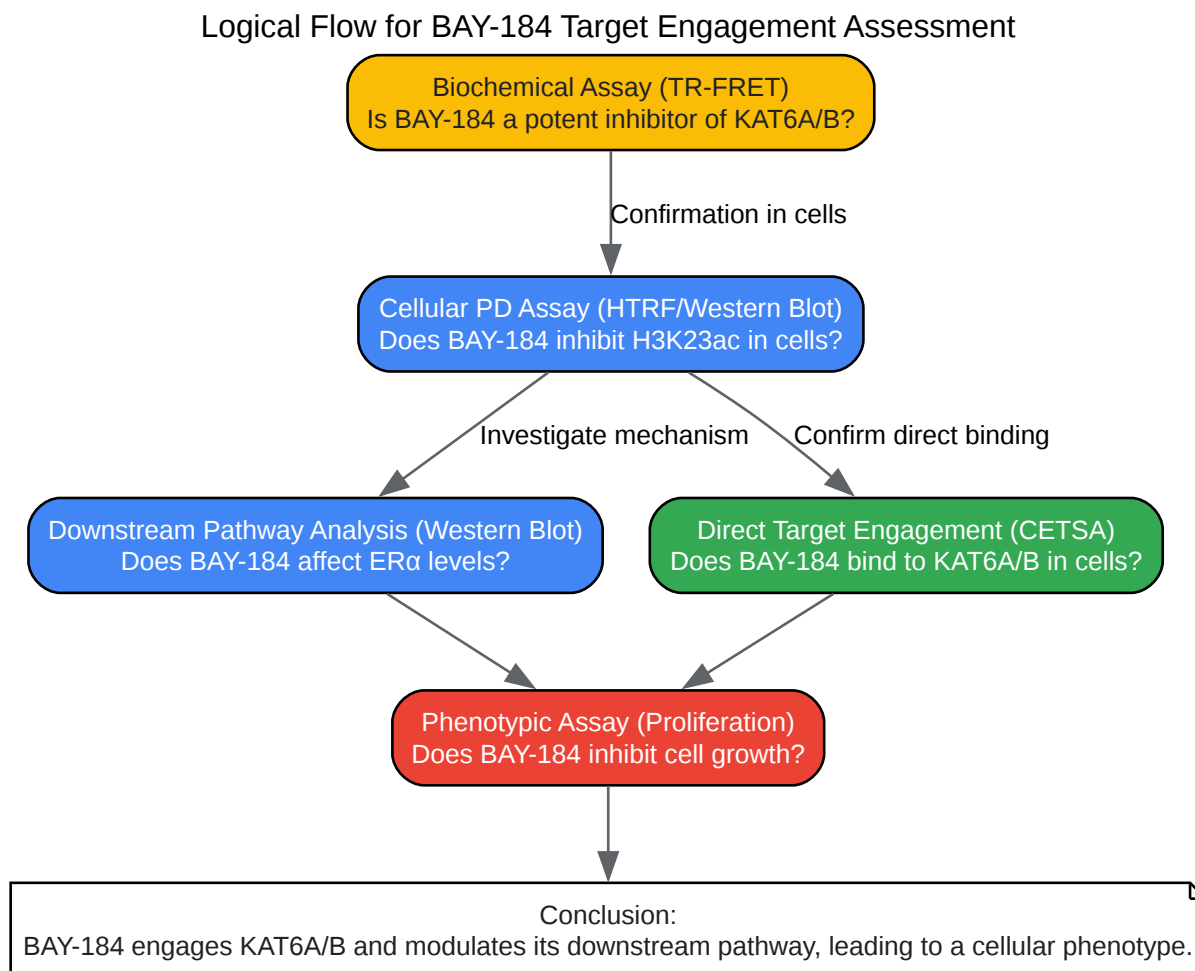 Logical Flow for BAY-184 Target Engagement Assessment
Biochemical Assay (TR-FRET)
Is BAY-184 a potent inhibitor of KAT6A/B?
Confirmation in cells
Cellular PD Assay (HTRF/Western Blot)
Does BAY-184 inhibit H3K23ac in cells?
Investigate mechanism
Confirm direct binding
Downstream Pathway Analysis (Western Blot)
Does BAY-184 affect ERα levels?
Direct Target Engagement (CETSA)
Does BAY-184 bind to KAT6A/B in cells?
Phenotypic Assay (Proliferation)
Does BAY-184 inhibit cell growth?
Conclusion:
BAY-184 engages KAT6A/B and modulates its downstream pathway, leading to a cellular phenotype.